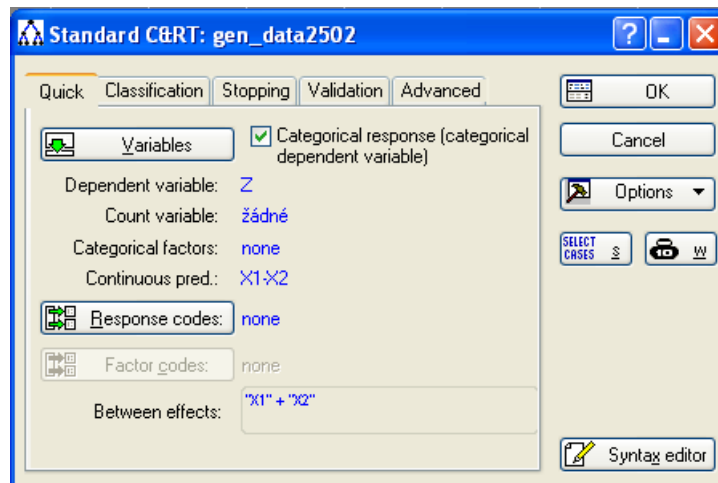 Standard C&RT: gen_data2502
Quick Classification Stopping Validation Advanced
Variables
Categorical response (categorical
dependent variable)
Dependent variable: Z
Count variable: žádné
Categorical factors: none
Continuous pred.: X1-X2
Response codes: none
Factor codes: none
Between effects: "X1" + "X2"
OK
Cancel
Options
SELECT
CASES S
W
Syntax editor